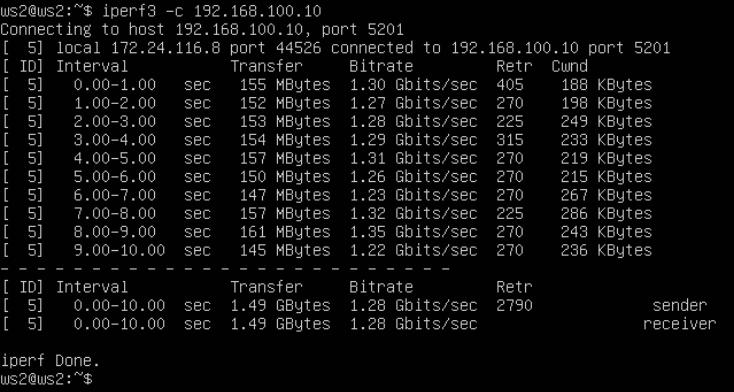 ws2@ws2:~$ iperf3 -c 192.168.100.10
Connecting to host 192.168.100.10, port 5201
[  5] local 172.24.116.8 port 44526 connected to 192.168.100.10 port 5201
[ ID] Interval           Transfer     Bitrate         Retr  Cwnd
[  5]   0.00-1.00   sec   155 MBytes  1.30 Gbits/sec  405    188 KBytes
[  5]   1.00-2.00   sec   152 MBytes  1.27 Gbits/sec  270    198 KBytes
[  5]   2.00-3.00   sec   153 MBytes  1.28 Gbits/sec  225    249 KBytes
[  5]   3.00-4.00   sec   154 MBytes  1.29 Gbits/sec  315    233 KBytes
[  5]   4.00-5.00   sec   157 MBytes  1.31 Gbits/sec  270    219 KBytes
[  5]   5.00-6.00   sec   150 MBytes  1.26 Gbits/sec  270    215 KBytes
[  5]   6.00-7.00   sec   147 MBytes  1.23 Gbits/sec  270    267 KBytes
[  5]   7.00-8.00   sec   157 MBytes  1.32 Gbits/sec  225    286 KBytes
[  5]   8.00-9.00   sec   161 MBytes  1.35 Gbits/sec  270    243 KBytes
[  5]   9.00-10.00  sec   145 MBytes  1.22 Gbits/sec  270    236 KBytes
- - - - - - - - - - - - - - - - - - - - - - - - -
[ ID] Interval           Transfer     Bitrate         Retr
[  5]   0.00-10.00  sec  1.49 GBytes  1.28 Gbits/sec  2790             sender
[  5]   0.00-10.00  sec  1.49 GBytes  1.28 Gbits/sec                  receiver
iperf Done.
ws2@ws2:~$